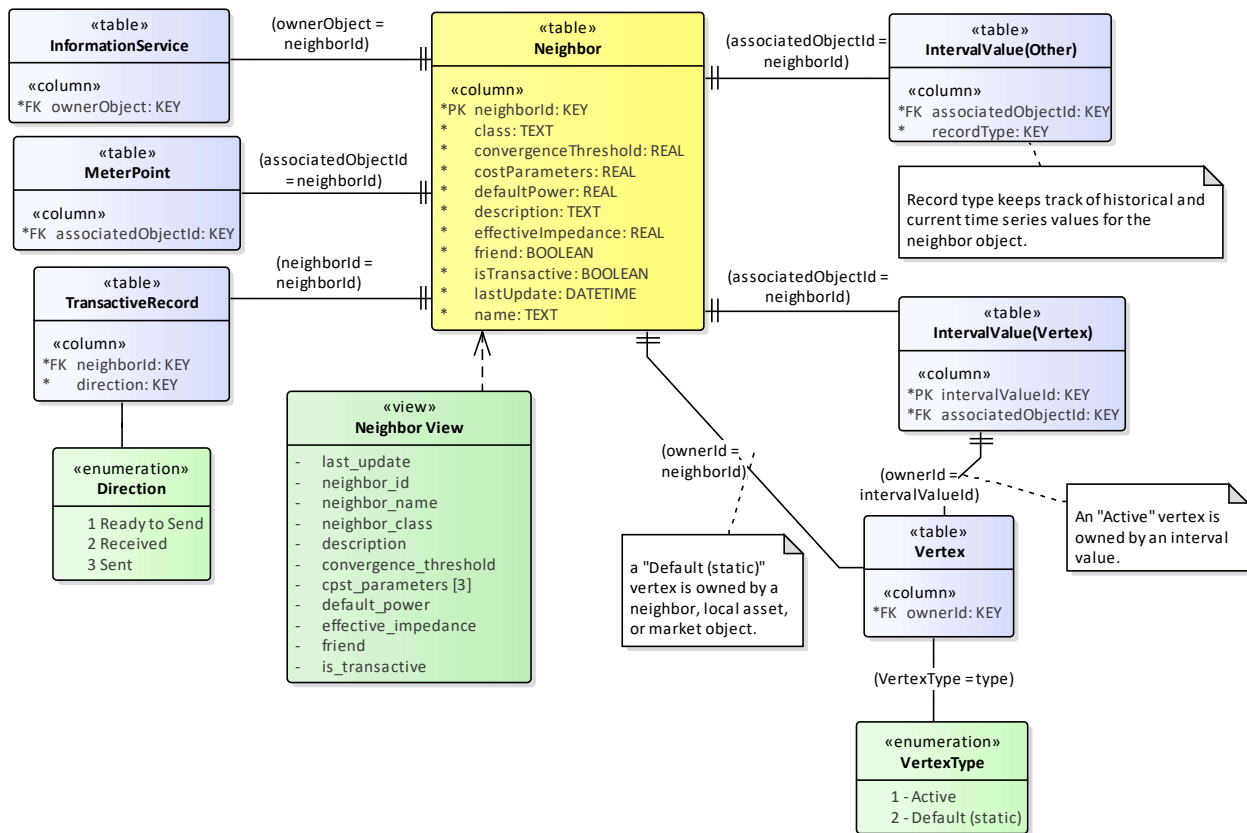 «table»
InformationService
«column»
*FK ownerObject: KEY
(ownerObject =
neighborId)
«table»
Neighbor
«column»
*PK neighborId: KEY
* class: TEXT
* convergenceThreshold: REAL
* costParameters: REAL
* defaultPower: REAL
* description: TEXT
* effectiveImpedance: REAL
* friend: BOOLEAN
* isTransactive: BOOLEAN
* lastUpdate: DATETIME
* name: TEXT
(associatedObjectId =
neighborId)
«table»
IntervalValue(Other)
«column»
*FK associatedObjectId: KEY
* recordType: KEY
Record type keeps track of historical and
current time series values for the
neighbor object.
«table»
MeterPoint
«column»
*FK associatedObjectId: KEY
(associatedObjectId
= neighborId)
«table»
TransactiveRecord
«column»
*FK neighborId: KEY
* direction: KEY
(neighborId =
neighborId)
(associatedObjectId =
neighborId)
«table»
IntervalValue(Vertex)
«column»
*PK intervalValueId: KEY
*FK associatedObjectId: KEY
«enumeration»
Direction
1 Ready to Send
2 Received
3 Sent
«view»
Neighbor View
- last_update
- neighbor_id
- neighbor_name
- neighbor_class
- description
- convergence_threshold
- cpst_parameters [3]
- default_power
- effective_impedance
- friend
- is_transactive
(ownerId =
neighborId)
(ownerId =
intervalValueId)
a "Default (static)"
vertex is owned by a
neighbor, local asset,
or market object.
An "Active" vertex is
owned by an interval
value.
«table»
Vertex
«column»
*FK ownerId: KEY
(VertexType = type)
«enumeration»
VertexType
1 - Active
2 - Default (static)